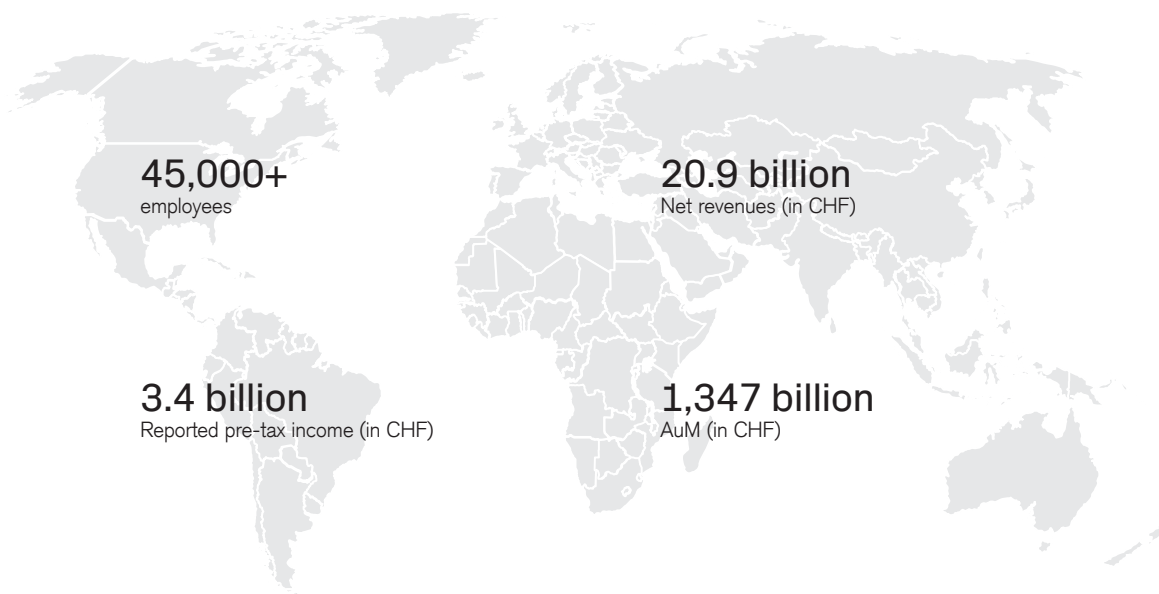 45,000+
employees
20.9 billion
Net revenues (in CHF)
3.4 billion
Reported pre-tax income (in CHF)
1,347 billion
AuM (in CHF)